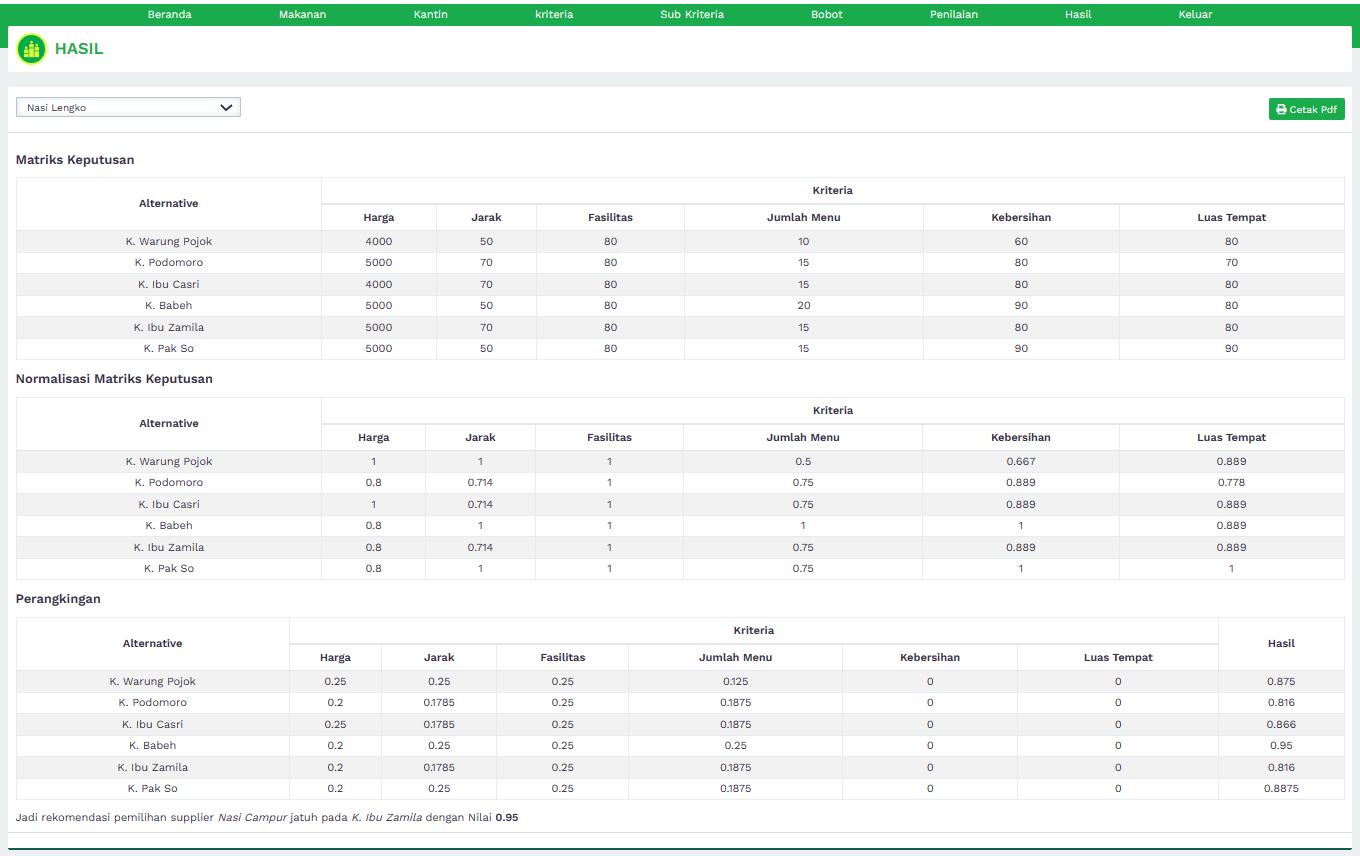 Beranda Makanan Kantin kriteria Sub Kriteria Bobot Penilaian Hasil Keluar
HASIL
Nasi Lengko Cetak Pdf
Matriks Keputusan
Alternative Kriteria
Harga Jarak Fasilitas Jumlah Menu Kebersihan Luas Tempat
K. Warung Pojok 4000 50 80 10 60 80
K. Podomoro 5000 70 80 15 80 70
K. Ibu Casri 4000 70 80 15 80 80
K. Babeh 5000 50 80 20 90 80
K. Ibu Zamila 5000 70 80 15 80 80
K. Pak So 5000 50 80 15 90 90
Normalisasi Matriks Keputusan
Alternative Kriteria
Harga Jarak Fasilitas Jumlah Menu Kebersihan Luas Tempat
K. Warung Pojok 1 1 1 0.5 0.667 0.889
K. Podomoro 0.8 0.714 1 0.75 0.889 0.778
K. Ibu Casri 1 0.714 1 0.75 0.889 0.889
K. Babeh 0.8 1 1 1 1 0.889
K. Ibu Zamila 0.8 0.714 1 0.75 0.889 0.889
K. Pak So 0.8 1 1 0.75 1 1
Perangkingan
Alternative Kriteria Hasil
Harga Jarak Fasilitas Jumlah Menu Kebersihan Luas Tempat
K. Warung Pojok 0.25 0.25 0.25 0.125 0 0 0.875
K. Podomoro 0.2 0.1785 0.25 0.1875 0 0 0.816
K. Ibu Casri 0.25 0.1785 0.25 0.1875 0 0 0.866
K. Babeh 0.2 0.25 0.25 0.25 0 0 0.95
K. Ibu Zamila 0.2 0.1785 0.25 0.1875 0 0 0.816
K. Pak So 0.2 0.25 0.25 0.1875 0 0 0.8875
Jadi rekomendasi pemilihan supplier Nasi Campur jatuh pada K. Ibu Zamila dengan Nilai 0.95